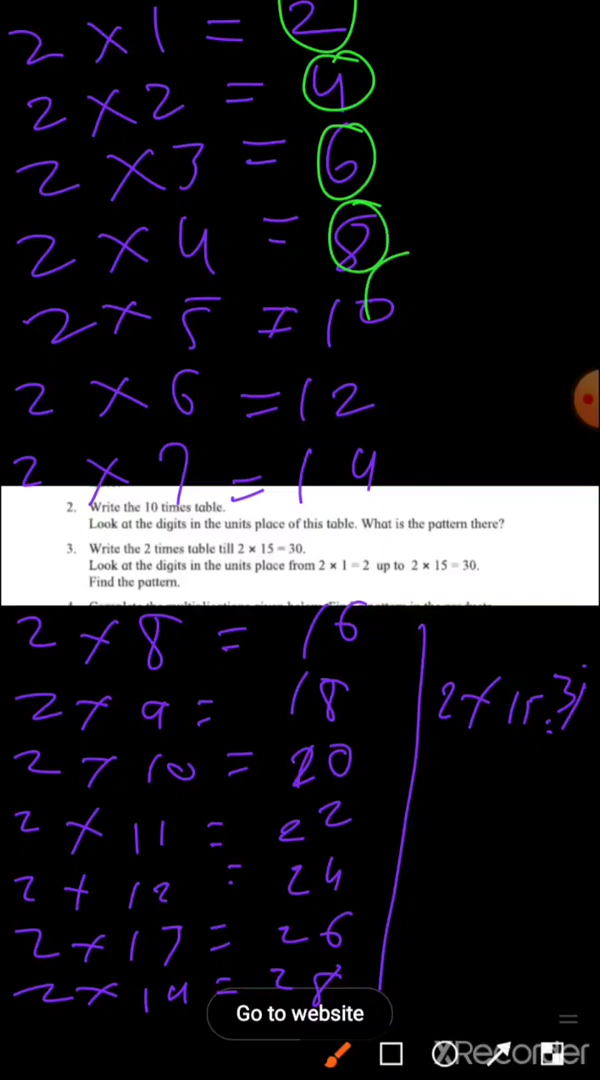 2 × 1 = 2
2 × 2 = 4
2 × 3 = 6
2 × 4 = 8
2 × 5 = 10
2 × 6 = 12
2 × 7 = 14
2. Write the 10 times table.
Look at the digits in the units place of this table. What is the pattern there?
3. Write the 2 times table till 2 × 15 = 30.
Look at the digits in the units place from 2 × 1 = 2 up to 2 × 15 = 30.
Find the pattern.
2 × 8 = 16
2 × 9 = 18
2 × 10 = 20
2 × 11 = 22
2 × 12 = 24
2 × 13 = 26
2 × 14 = 28
2 × 15
Go to website
XRecorder